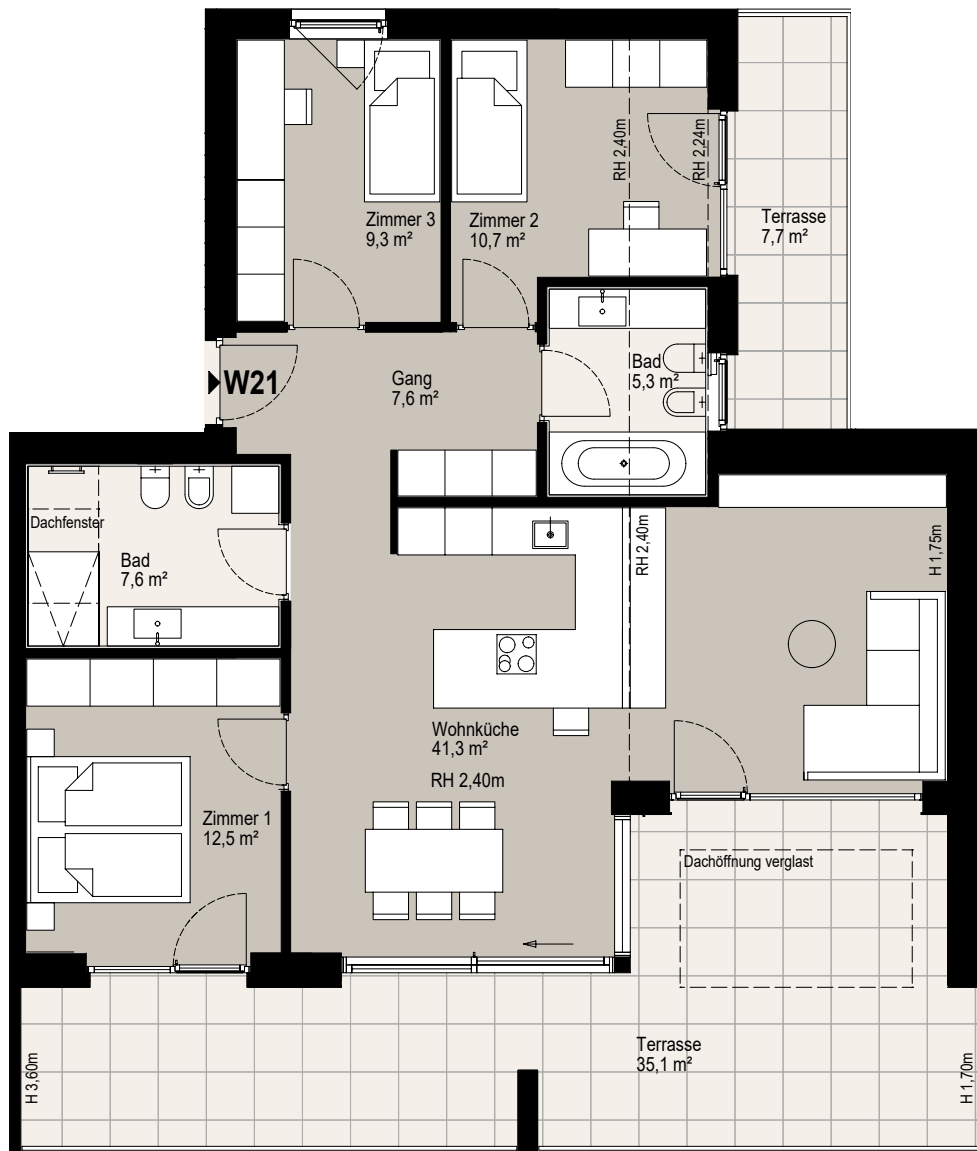 RH 2,40m
RH 2,24m
Zimmer 3
9,3 m²
Zimmer 2
10,7 m²
Terrasse
7,7 m²
W21
Gang
7,6 m²
Bad
5,3 m²
Dachfenster
Bad
7,6 m²
RH 2,40m
H 1,75m
Wohnküche
41,3 m²
RH 2,40m
Zimmer 1
12,5 m²
Dachöffnung verglast
Terrasse
35,1 m²
H 3,60m
H 1,70m